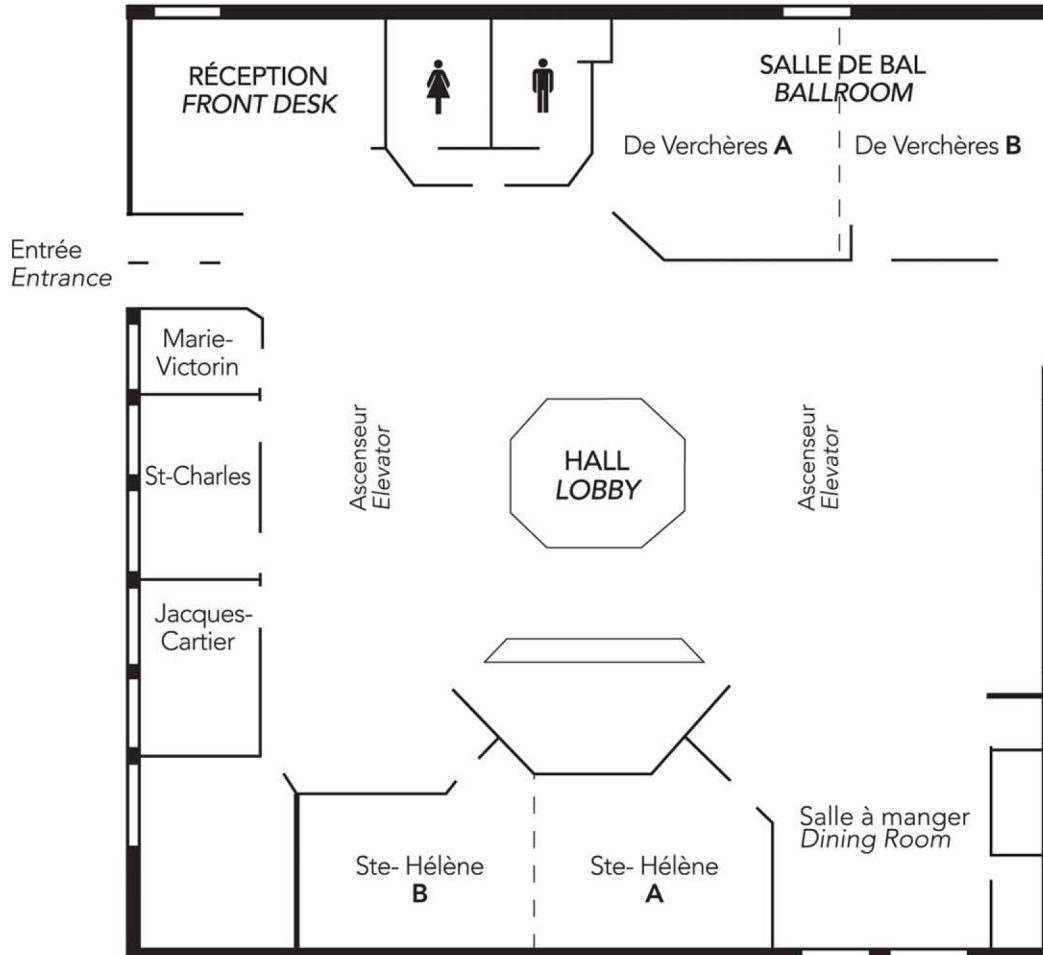 RÉCEPTION
FRONT DESK
SALLE DE BAL
BALLROOM
De Verchères A
De Verchères B
Entrée
Entrance
Marie-
Victorin
St-Charles
Jacques-
Cartier
Ascenseur
Elevator
HALL
LOBBY
Ascenseur
Elevator
Ste- Hélène
B
Ste- Hélène
A
Salle à manger
Dining Room